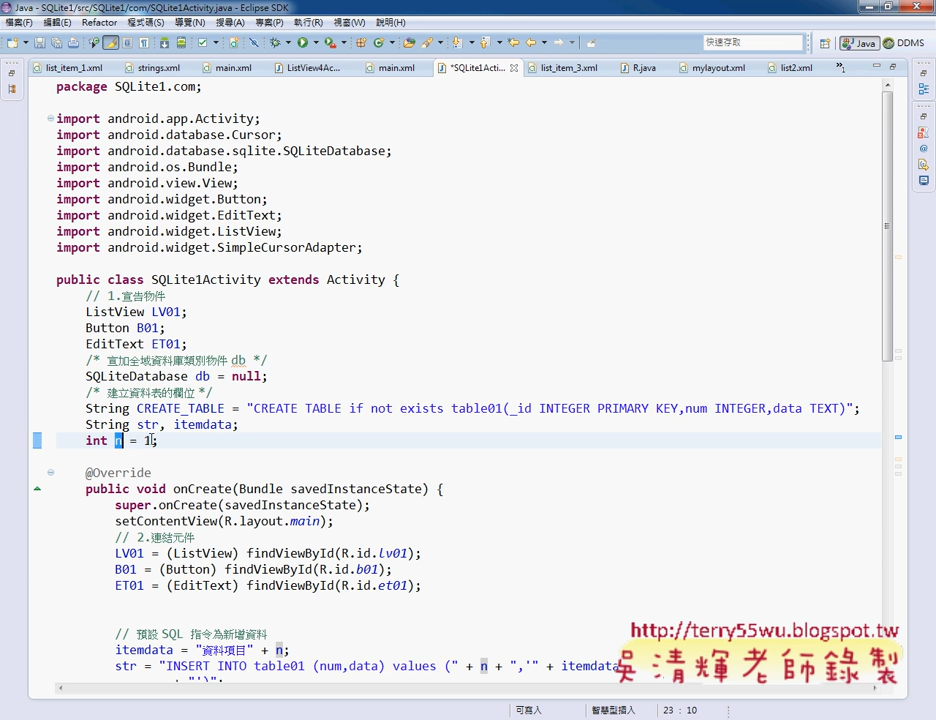 Java - SQLite1/src/SQLite1/com/SQLite1Activity.java - Eclipse SDK
檔案(F) 編輯(E) Refactor 程式碼(S) 導覽(N) 搜尋(A) 專案(P) 執行(R) 視窗(W) 說明(H)
快速存取 Java DDMS
list_item_1.xml strings.xml main.xml ListView4Ac... main.xml *SQLite1Acti... list_item_3.xml R.java mylayout.xml list2.xml »1
package SQLite1.com;
import android.app.Activity;
import android.database.Cursor;
import android.database.sqlite.SQLiteDatabase;
import android.os.Bundle;
import android.view.View;
import android.widget.Button;
import android.widget.EditText;
import android.widget.ListView;
import android.widget.SimpleCursorAdapter;
public class SQLite1Activity extends Activity {
// 1.宣告物件
ListView LV01;
Button B01;
EditText ET01;
/* 宣加全域資料庫類別物件 db */
SQLiteDatabase db = null;
/* 建立資料表的欄位 */
String CREATE_TABLE = "CREATE TABLE if not exists table01(_id INTEGER PRIMARY KEY,num INTEGER,data TEXT)";
String str, itemdata;
int n = 1;
@Override
public void onCreate(Bundle savedInstanceState) {
super.onCreate(savedInstanceState);
setContentView(R.layout.main);
// 2.連結元件
LV01 = (ListView) findViewById(R.id.lv01);
B01 = (Button) findViewById(R.id.b01);
ET01 = (EditText) findViewById(R.id.et01);
// 預設 SQL 指令為新增資料
itemdata = "資料項目" + n;
str = "INSERT INTO table01 (num,data) values (" + n + ",'" + itemdata
+ "')";
http://terry55wu.blogspot.tw
吳清輝老師錄製
可寫入 智慧型插入 23 : 10